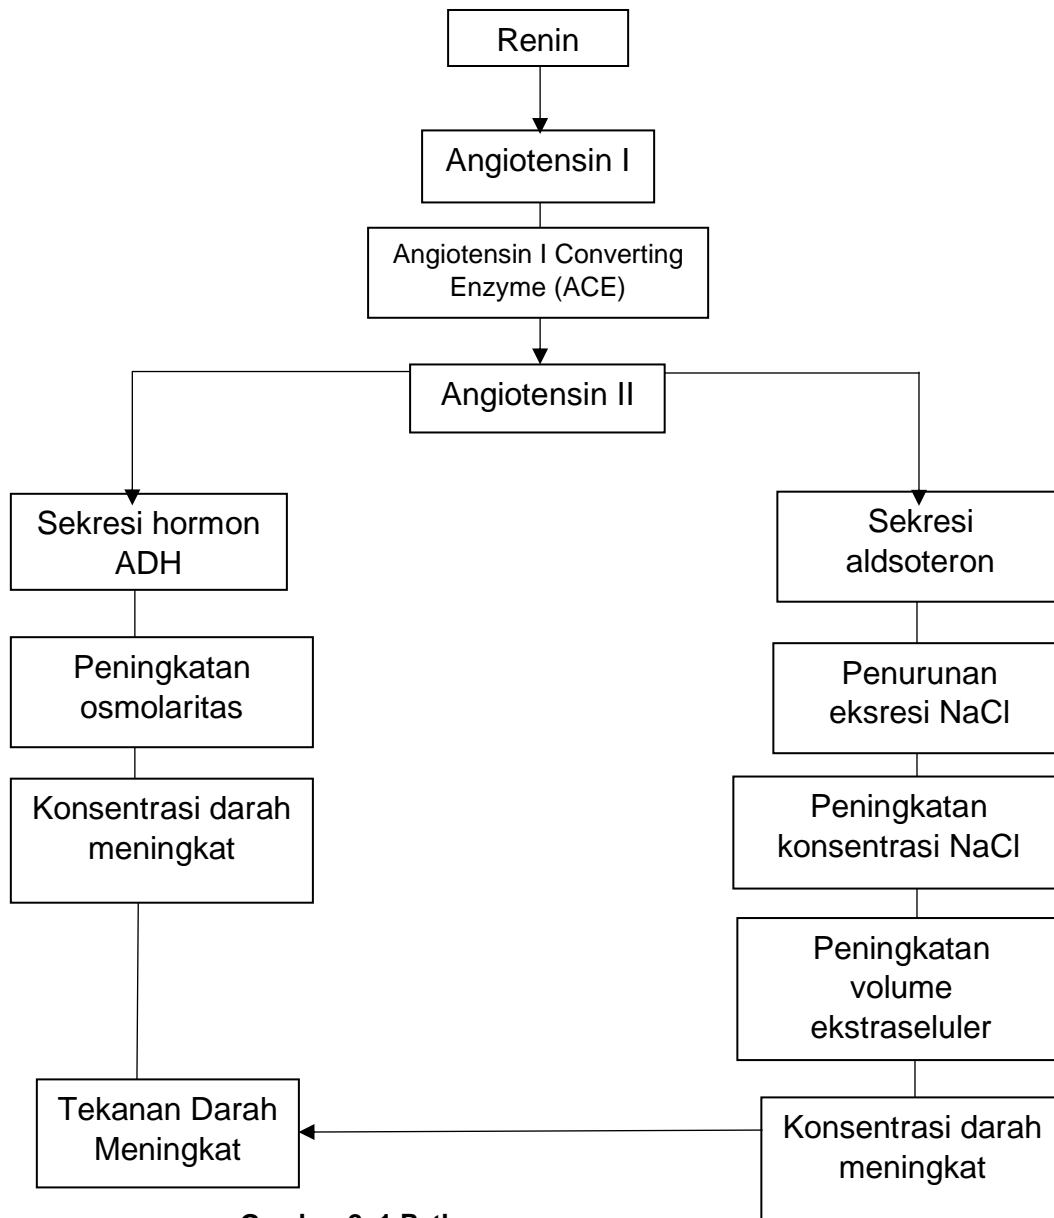 Renin
Angiotensin I
Angiotensin I Converting
Enzyme (ACE)
Angiotensin II
Sekresi hormon
ADH
Peningkatan
osmolaritas
Konsentrasi darah
meningkat
Tekanan Darah
Meningkat
Sekresi
aldsoteron
Penurunan
eksresi NaCl
Peningkatan
konsentrasi NaCl
Peningkatan
volume
ekstraseluler
Konsentrasi darah
meningkat